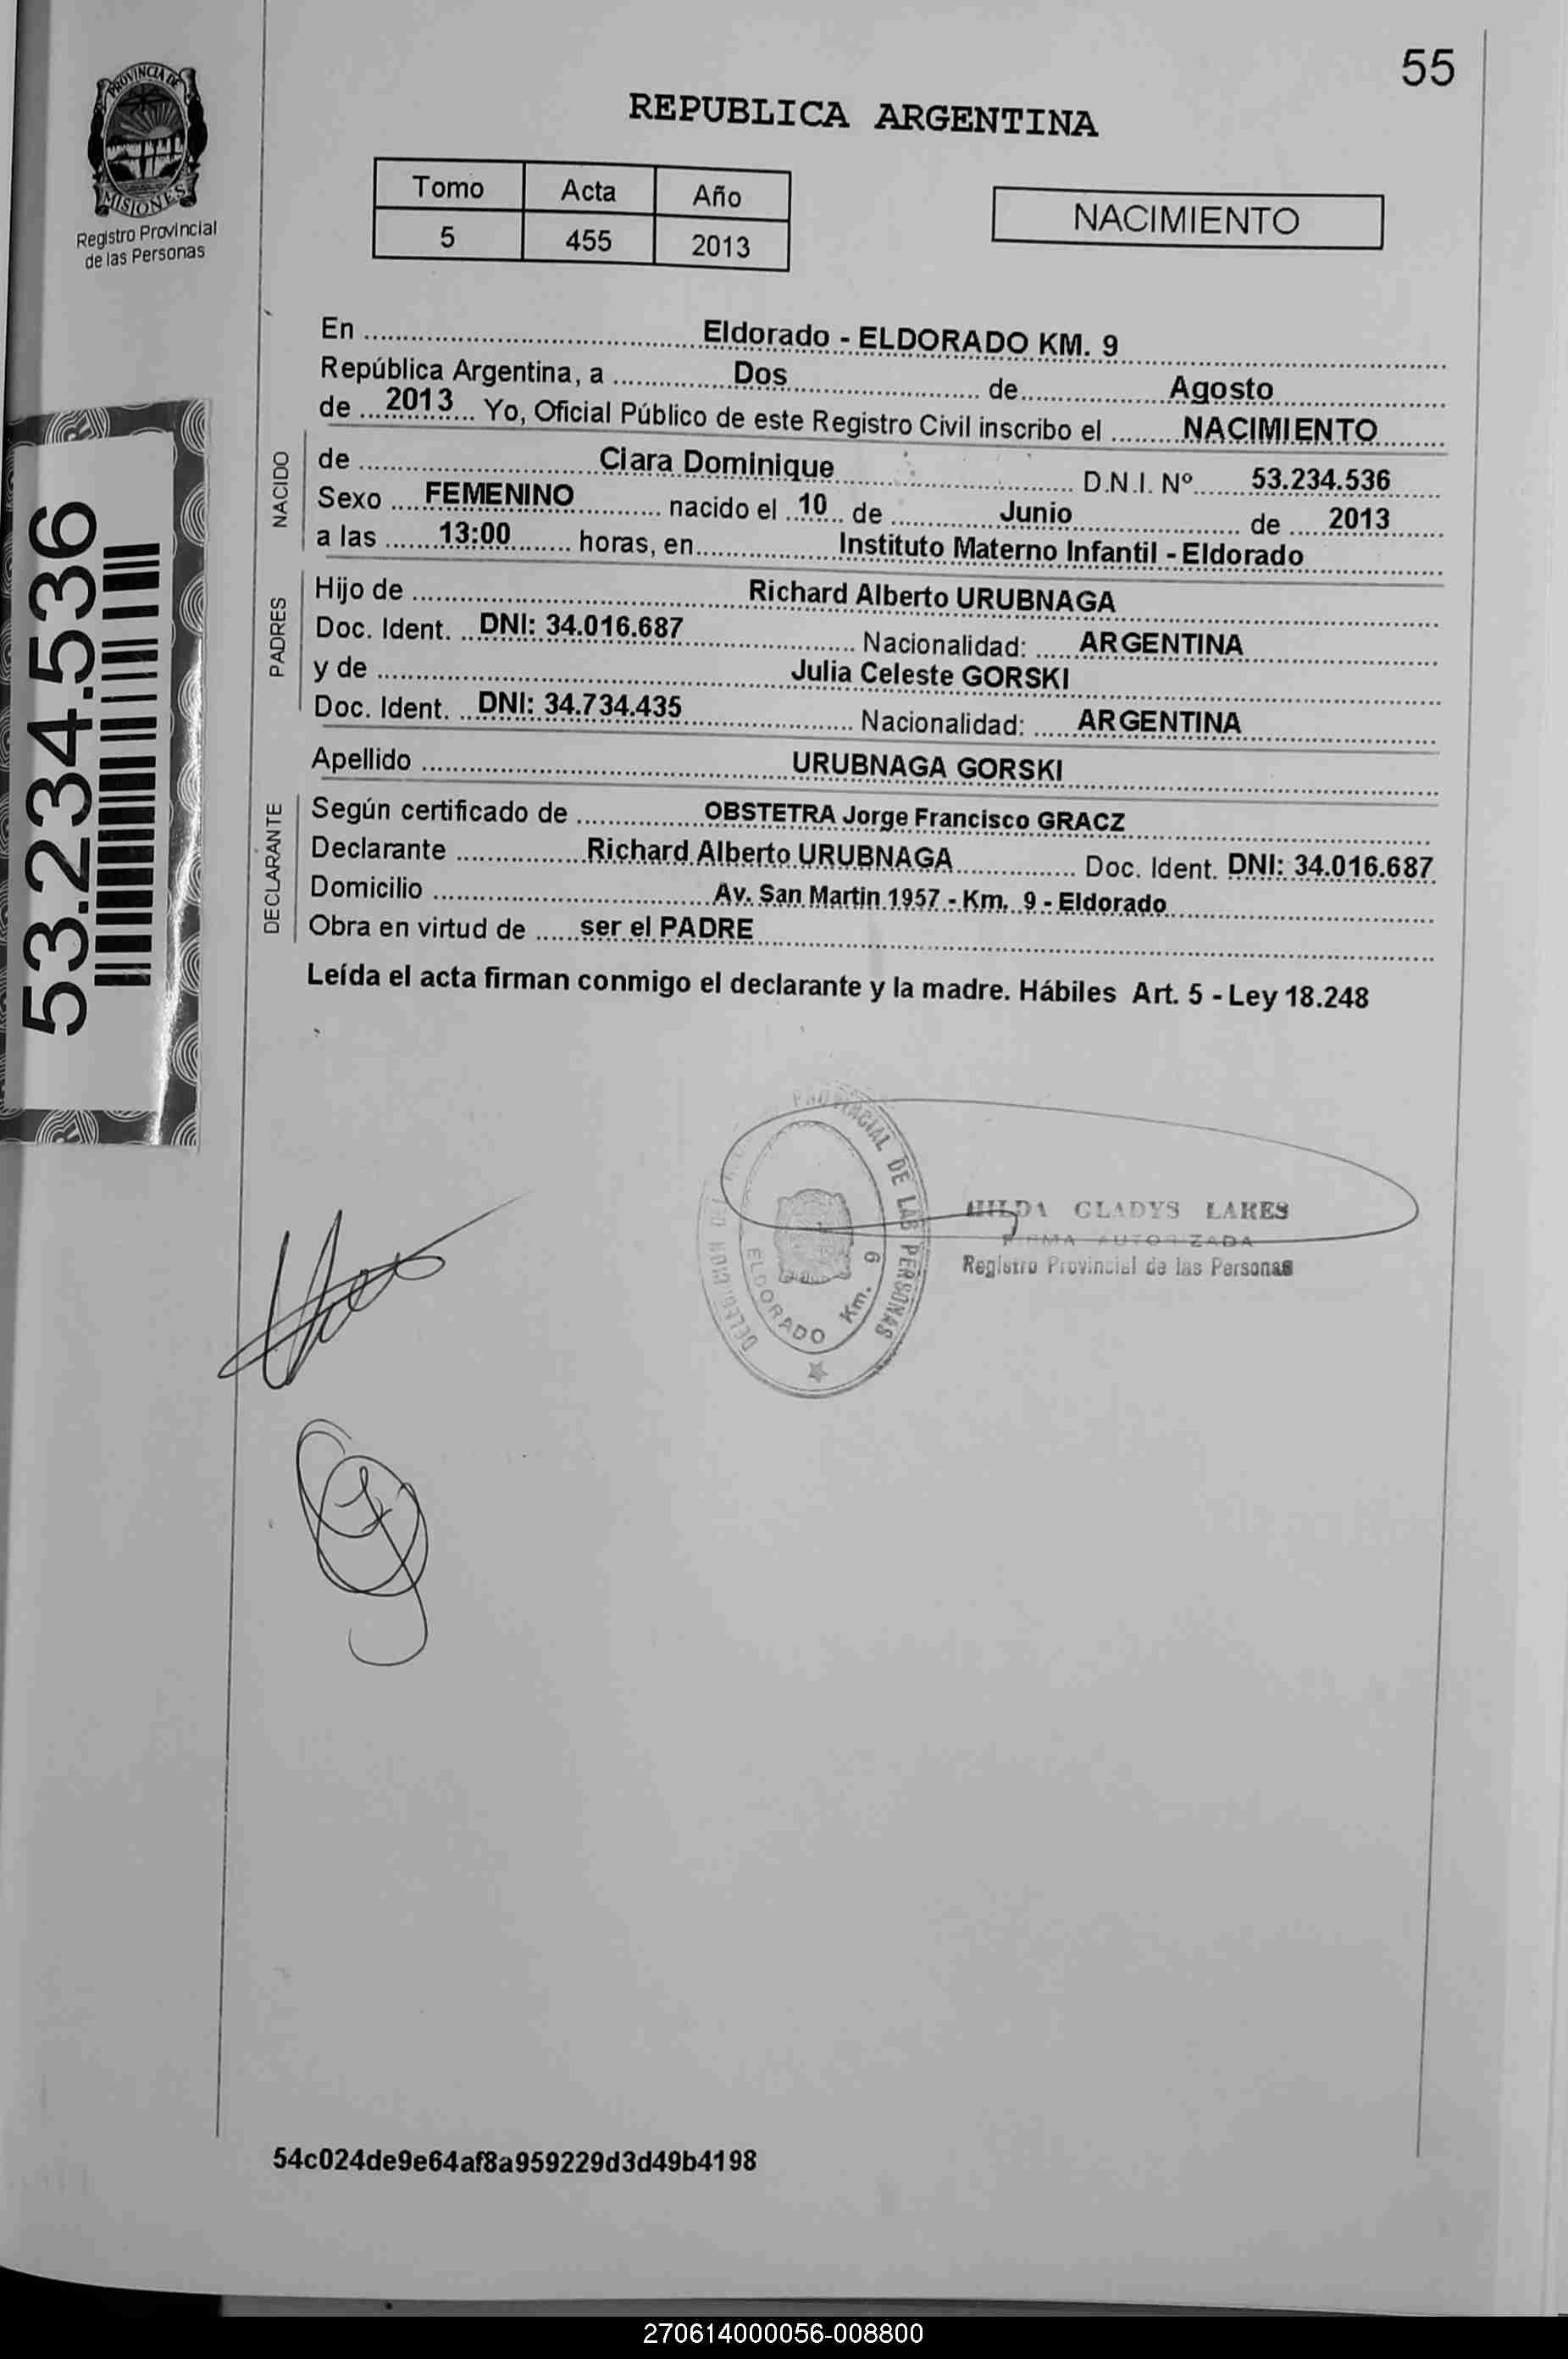 55
PROVINCIA DE
MISIONES
Registro Provincial
de las Personas
REPUBLICA ARGENTINA
Tomo Acta Año
5 455 2013
NACIMIENTO
53.234.536
En Eldorado - ELDORADO KM. 9
República Argentina, a Dos de Agosto
de 2013 Yo, Oficial Público de este Registro Civil inscribo el NACIMIENTO
NACIDO
de Ciara Dominique D.N.I. Nº 53.234.536
Sexo FEMENINO nacido el 10 de Junio de 2013
a las 13:00 horas, en Instituto Materno Infantil - Eldorado
PADRES
Hijo de Richard Alberto URUBNAGA
Doc. Ident. DNI: 34.016.687 Nacionalidad: ARGENTINA
y de Julia Celeste GORSKI
Doc. Ident. DNI: 34.734.435 Nacionalidad: ARGENTINA
Apellido URUBNAGA GORSKI
DECLARANTE
Según certificado de OBSTETRA Jorge Francisco GRACZ
Declarante Richard Alberto URUBNAGA Doc. Ident. DNI: 34.016.687
Domicilio Av. San Martin 1957 - Km. 9 - Eldorado
Obra en virtud de ser el PADRE
Leída el acta firman conmigo el declarante y la madre. Hábiles Art. 5 - Ley 18.248
PROVINCIAL DE LAS PERSONAS
ELDORADO Km. 9
HILDA GLADYS LARES
FIRMA AUTORIZADA
Registro Provincial de las Personas
54c024de9e64af8a959229d3d49b4198
270614000056-008800